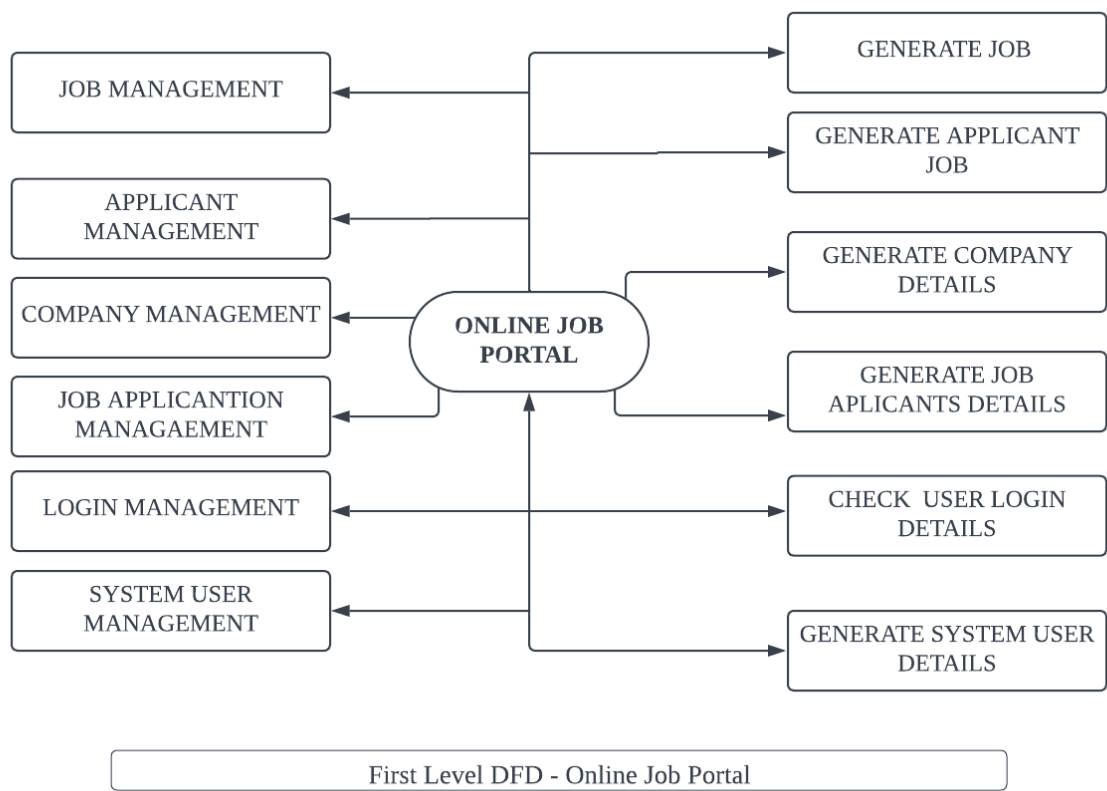 JOB MANAGEMENT
APPLICANT
MANAGEMENT
COMPANY MANAGEMENT
JOB APPLICANTION
MANAGAEMENT
LOGIN MANAGEMENT
SYSTEM USER
MANAGEMENT
ONLINE JOB
PORTAL
GENERATE JOB
GENERATE APPLICANT
JOB
GENERATE COMPANY
DETAILS
GENERATE JOB
APLICANTS DETAILS
CHECK  USER LOGIN
DETAILS
GENERATE SYSTEM USER
DETAILS
First Level DFD - Online Job Portal